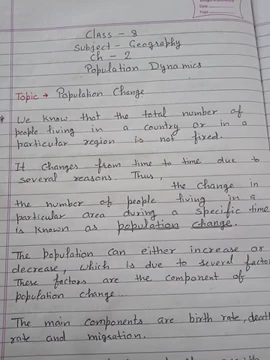 Class - 8
Subject - Geography
Ch - 2
Population Dynamics
Topic → Population Change
* We know that the total number of
people living in a country or in a
particular region is not fixed.
It changes from time to time due to
several reasons. Thus,
the change in
the number of people living in a
particular area during a specific time
is known as population change.
The population can either increase or
decrease, which is due to several factor
These factors are the component of
population change...
The main components are birth rate, death
rate and migration.